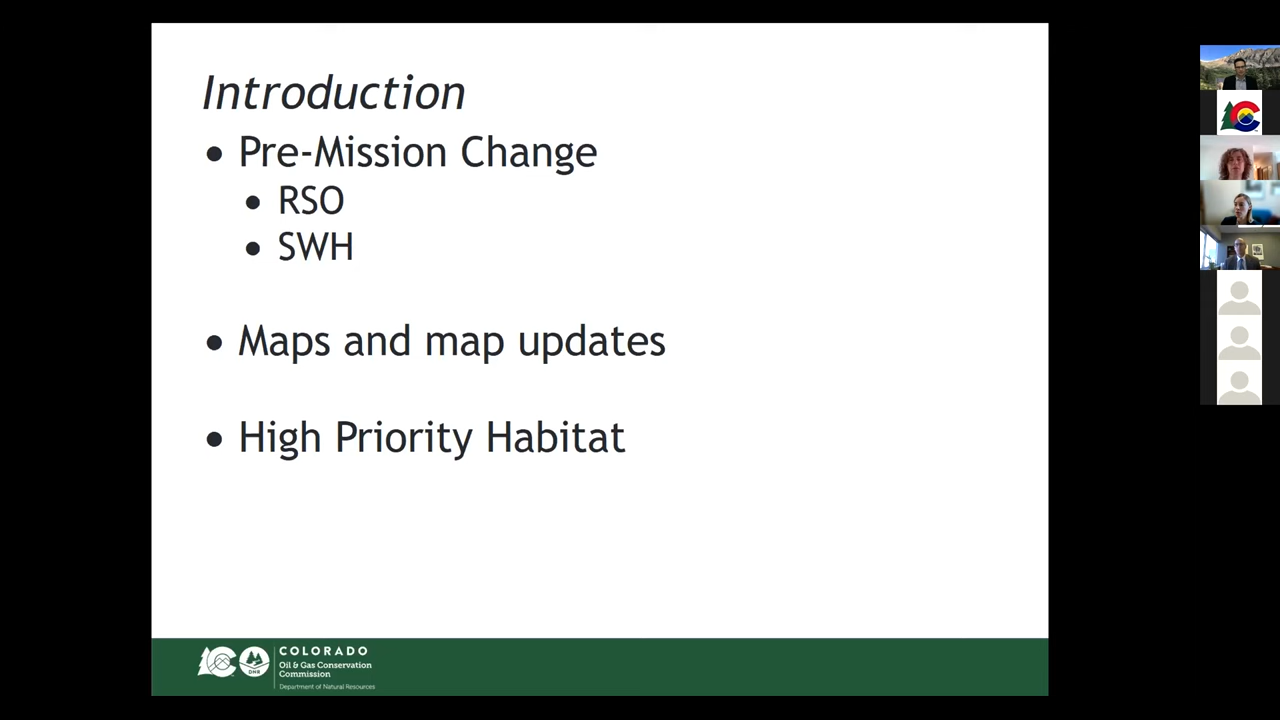 Introduction
• Pre-Mission Change
• RSO
• SWH
• Maps and map updates
• High Priority Habitat
COLORADO
Oil & Gas Conservation
Commission
Department of Natural Resources
DNR